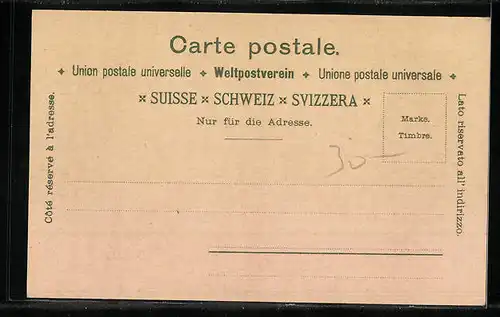 Carte postale.
+ Union postale universelle + Weltpostverein + Unione postale universale +
× SUISSE × SCHWEIZ × SVIZZERA ×
Nur für die Adresse.
Marke.
Timbre.
Côté réservé à l'adresse.
Lato riservato all' indirizzo.
30-